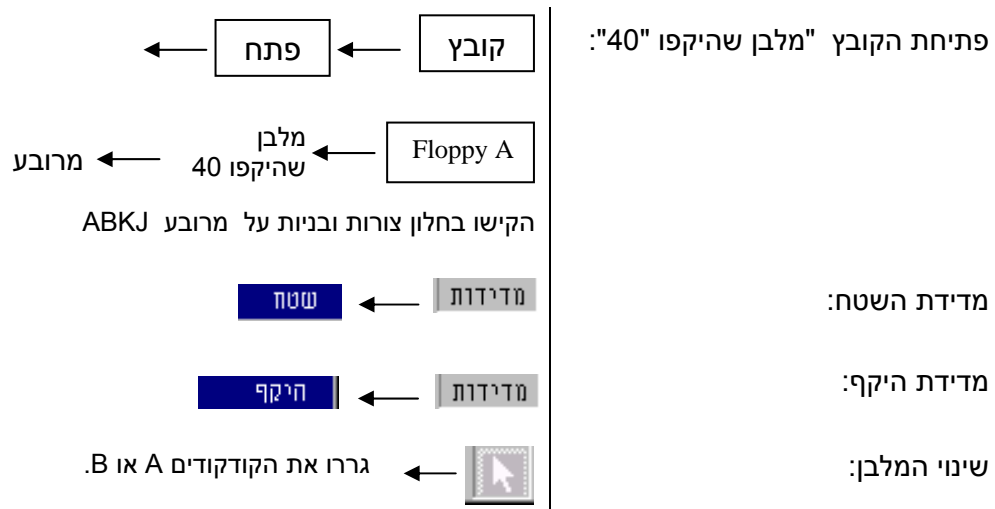 פתיחת הקובץ "מלבן שהיקפו 40":
קובץ פתח
Floppy A מלבן שהיקפו 40 מרובע
הקישו בחלון צורות ובניות על מרובע ABKJ
מדידת השטח:
מדידות שטח
מדידת היקף:
מדידות היקף
שינוי המלבן:
גררו את הקודקודים A או B.